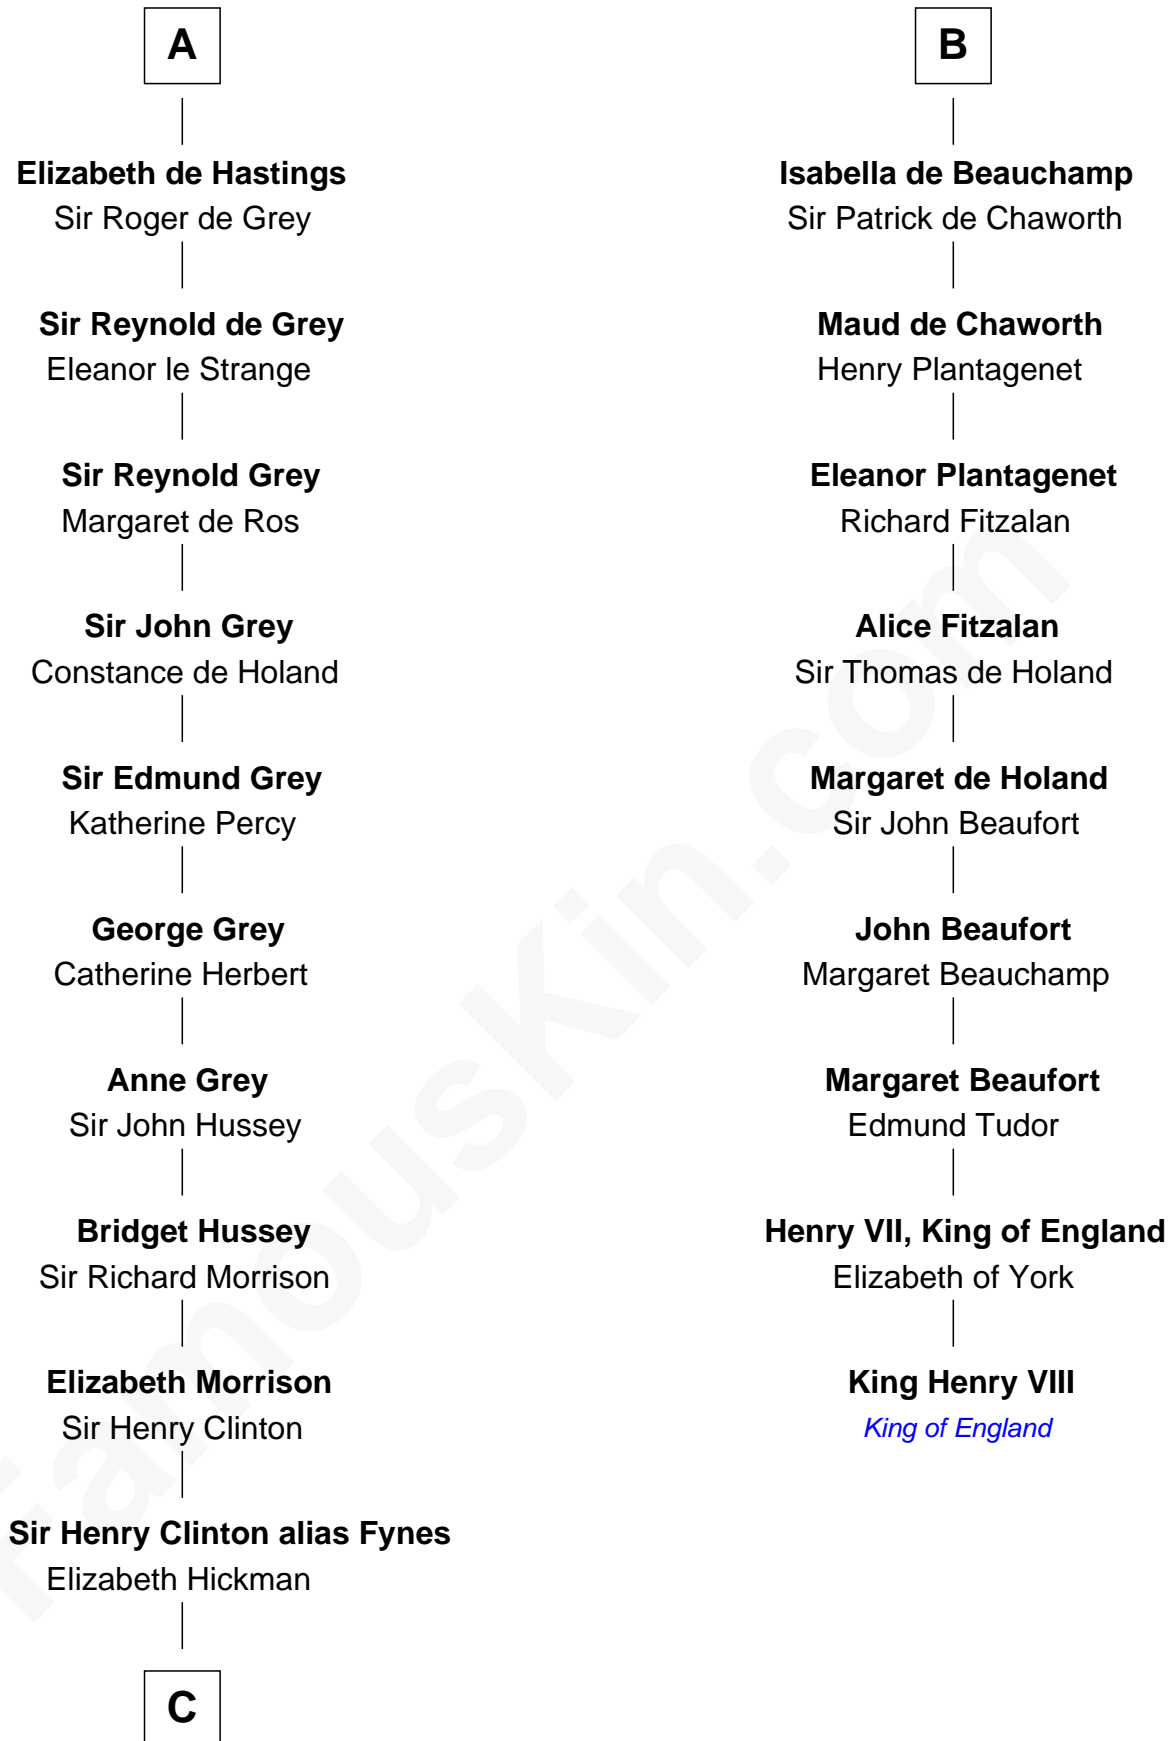 A
Elizabeth de Hastings
Sir Roger de Grey
Sir Reynold de Grey
Eleanor le Strange
Sir Reynold Grey
Margaret de Ros
Sir John Grey
Constance de Holand
Sir Edmund Grey
Katherine Percy
George Grey
Catherine Herbert
Anne Grey
Sir John Hussey
Bridget Hussey
Sir Richard Morrison
Elizabeth Morrison
Sir Henry Clinton
Sir Henry Clinton alias Fynes
Elizabeth Hickman
C
B
Isabella de Beauchamp
Sir Patrick de Chaworth
Maud de Chaworth
Henry Plantagenet
Eleanor Plantagenet
Richard Fitzalan
Alice Fitzalan
Sir Thomas de Holand
Margaret de Holand
Sir John Beaufort
John Beaufort
Margaret Beauchamp
Margaret Beaufort
Edmund Tudor
Henry VII, King of England
Elizabeth of York
King Henry VIII
King of England
FamousKin.com